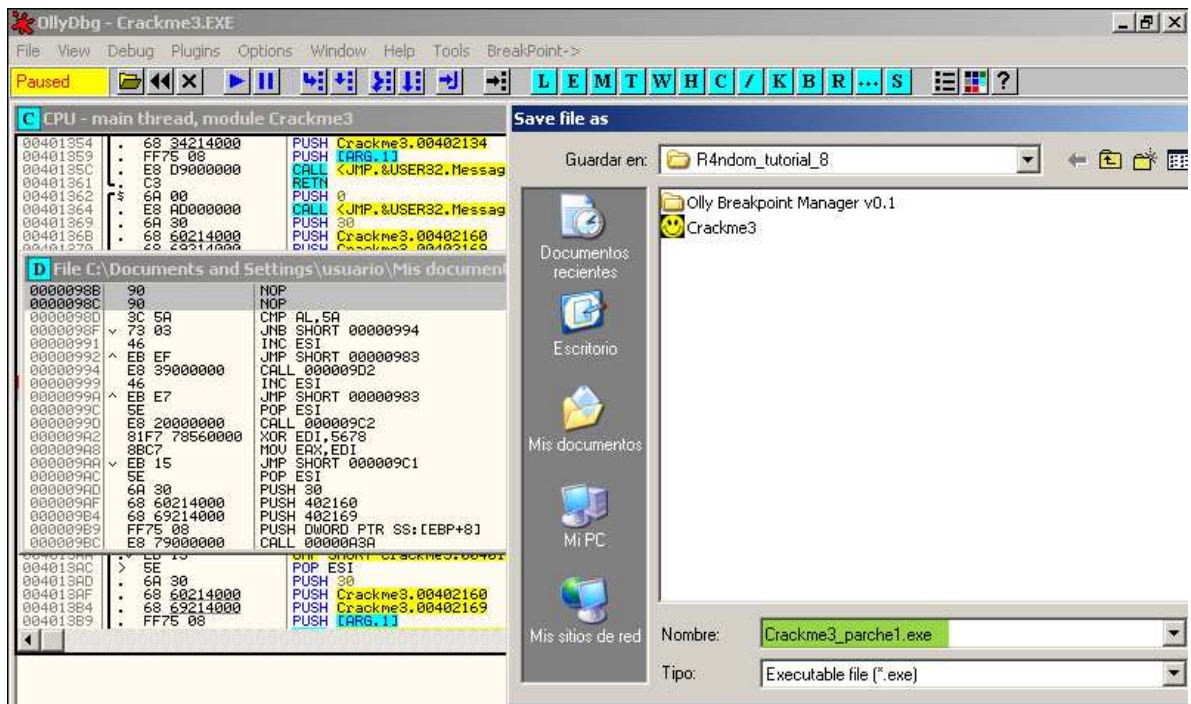 OllyDbg - Crackme3.EXE
File View Debug Plugins Options Window Help Tools BreakPoint->
Paused L E M T W H C / K B R ... S ?
C CPU - main thread, module Crackme3
00401354 . 68 34214000 PUSH Crackme3.00402134
00401359 . FF75 08 PUSH [ARG.1]
0040135C . E8 D9000000 CALL <JMP.&USER32.Messag
00401361 . C3 RETN
00401362 $ 6A 00 PUSH 0
00401364 . E8 AD000000 CALL <JMP.&USER32.Messag
00401369 . 6A 30 PUSH 30
0040136B . 68 60214000 PUSH Crackme3.00402160
D File C:\Documents and Settings\usuario\Mis document
0000098B 90 NOP
0000098C 90 NOP
0000098D 3C 5A CMP AL,5A
0000098F 73 03 JNB SHORT 00000994
00000991 46 INC ESI
00000992 ^ EB EF JMP SHORT 00000983
00000994 E8 39000000 CALL 000009D2
00000999 46 INC ESI
0000099A ^ EB E7 JMP SHORT 00000983
0000099C 5E POP ESI
0000099D E8 20000000 CALL 000009C2
000009A2 81F7 78560000 XOR EDI,5678
000009A8 8BC7 MOV EAX,EDI
000009AA EB 15 JMP SHORT 000009C1
000009AC 5E POP ESI
000009AD 6A 30 PUSH 30
000009AF 68 60214000 PUSH 402160
000009B4 68 69214000 PUSH 402169
000009B9 FF75 08 PUSH DWORD PTR SS:[EBP+8]
000009BC E8 79000000 CALL 00000A3A
004013AC > 5E POP ESI
004013AD . 6A 30 PUSH 30
004013AF . 68 60214000 PUSH Crackme3.00402160
004013B4 . 68 69214000 PUSH Crackme3.00402169
004013B9 . FF75 08 PUSH [ARG.1]
Save file as
Guardar en: R4ndom_tutorial_8
Documentos recientes
Escritorio
Mis documentos
Mi PC
Mis sitios de red
Olly Breakpoint Manager v0.1
Crackme3
Nombre: Crackme3_parche1.exe
Tipo: Executable file (*.exe)